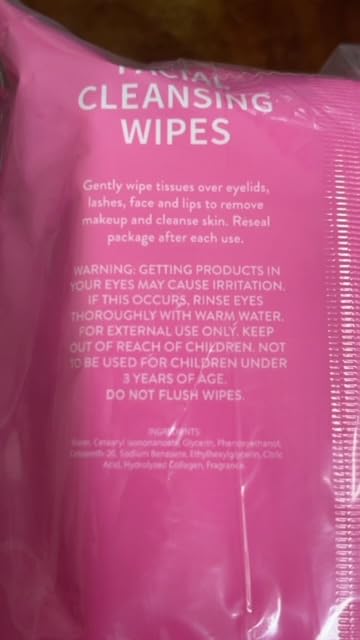 FACIAL
CLEANSING
WIPES
Gently wipe tissues over eyelids,
lashes, face and lips to remove
makeup and cleanse skin. Reseal
package after each use.
WARNING: GETTING PRODUCTS IN
YOUR EYES MAY CAUSE IRRITATION.
IF THIS OCCURS, RINSE EYES
THOROUGHLY WITH WARM WATER.
FOR EXTERNAL USE ONLY. KEEP
OUT OF REACH OF CHILDREN. NOT
TO BE USED FOR CHILDREN UNDER
3 YEARS OF AGE.
DO NOT FLUSH WIPES.
INGREDIENTS:
Water, Cetearyl Isononanoate, Glycerin, Phenoxyethanol,
Ceteareth-20, Sodium Benzoate, Ethylhexylglycerin, Citric
Acid, Hydrolyzed Collagen, Fragrance.